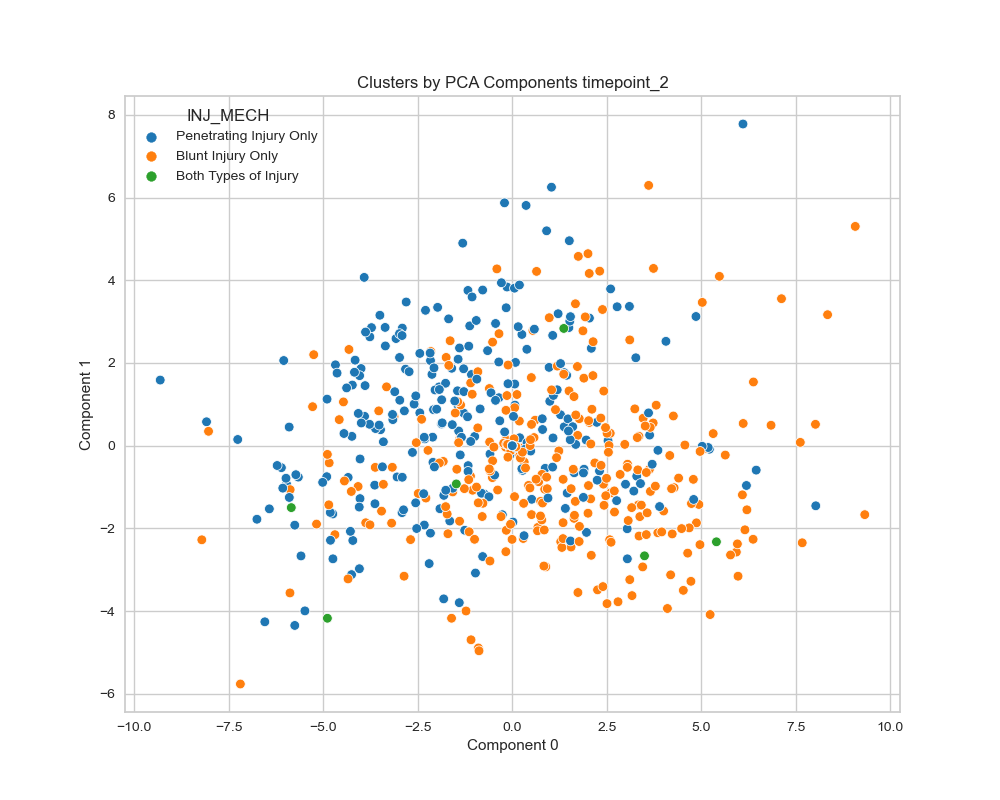 Clusters by PCA Components timepoint_2
INJ_MECH
Penetrating Injury Only
Blunt Injury Only
Both Types of Injury
8
6
4
2
0
−2
−4
−6
Component 1
−10.0 −7.5 −5.0 −2.5 0.0 2.5 5.0 7.5 10.0
Component 0